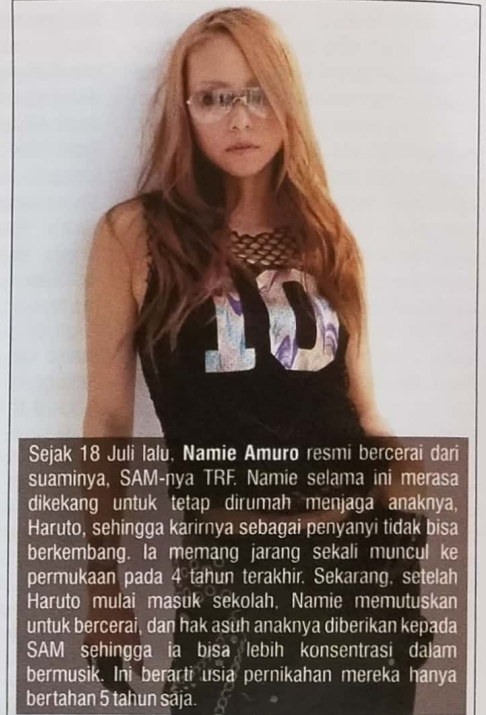 10
Sejak 18 Juli lalu, Namie Amuro resmi bercerai dari
suaminya, SAM-nya TRF. Namie selama ini merasa
dikekang untuk tetap dirumah menjaga anaknya,
Haruto, sehingga karirnya sebagai penyanyi tidak bisa
berkembang. Ia memang jarang sekali muncul ke
permukaan pada 4 tahun terakhir. Sekarang, setelah
Haruto mulai masuk sekolah, Namie memutuskan
untuk bercerai, dan hak asuh anaknya diberikan kepada
SAM sehingga ia bisa lebih konsentrasi dalam
bermusik. Ini berarti usia pernikahan mereka hanya
bertahan 5 tahun saja.